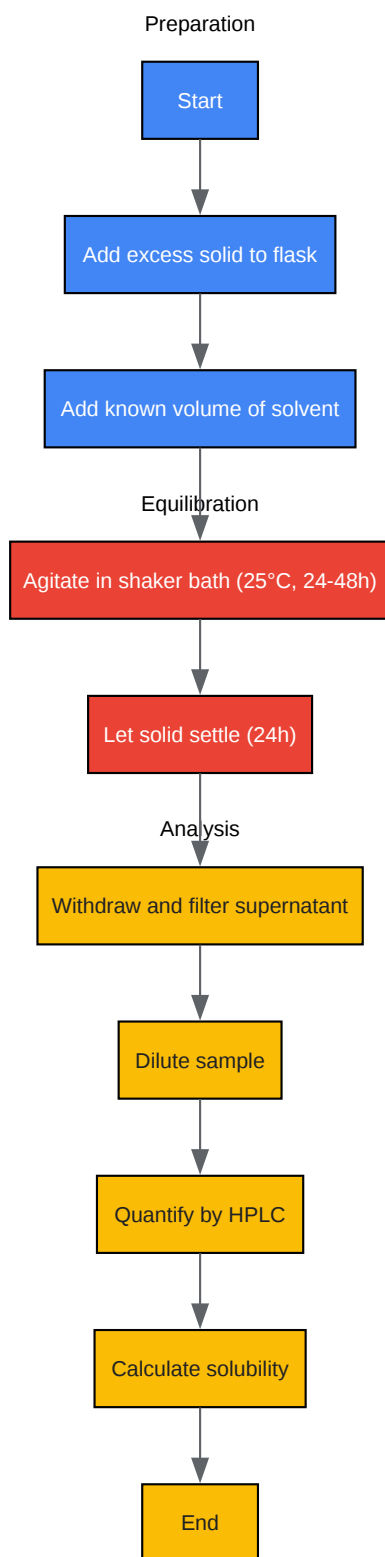 Preparation
Start
Add excess solid to flask
Add known volume of solvent
Equilibration
Agitate in shaker bath (25°C, 24-48h)
Let solid settle (24h)
Analysis
Withdraw and filter supernatant
Dilute sample
Quantify by HPLC
Calculate solubility
End